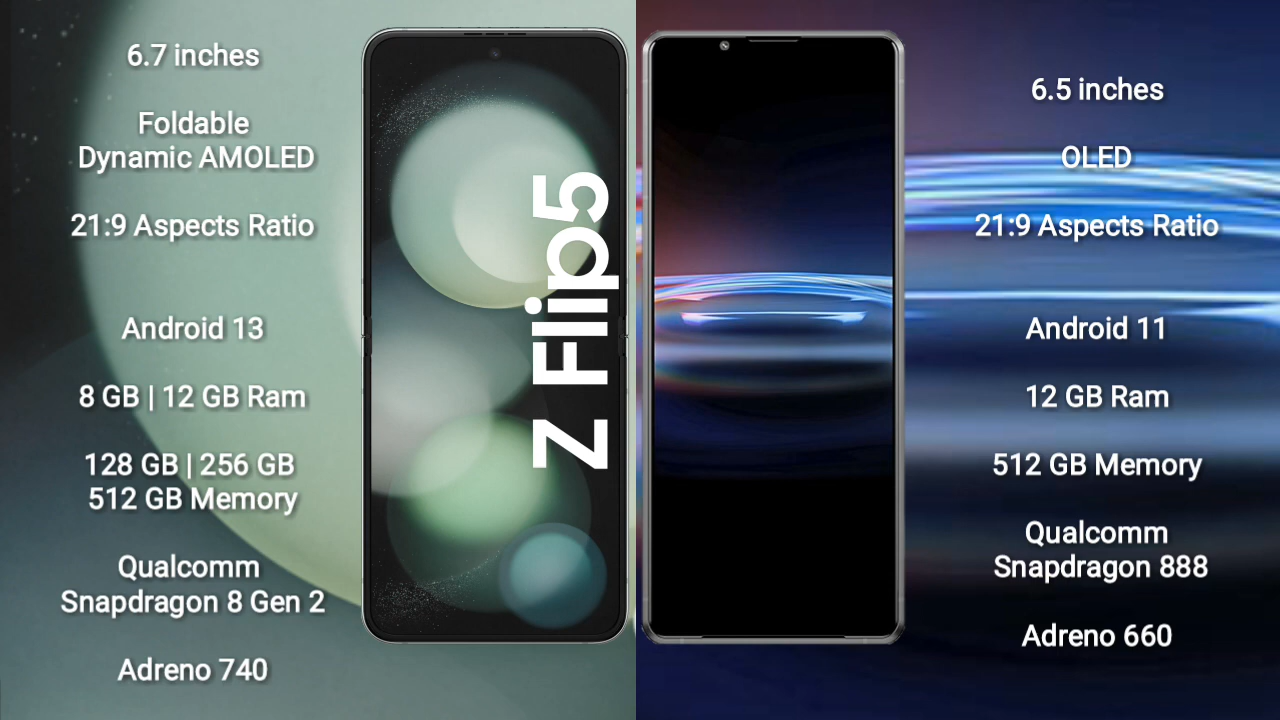 6.7 inches
Foldable
Dynamic AMOLED
21:9 Aspects Ratio
Android 13
8 GB | 12 GB Ram
128 GB | 256 GB
512 GB Memory
Qualcomm
Snapdragon 8 Gen 2
Adreno 740
Z Flip5
6.5 inches
OLED
21:9 Aspects Ratio
Android 11
12 GB Ram
512 GB Memory
Qualcomm
Snapdragon 888
Adreno 660